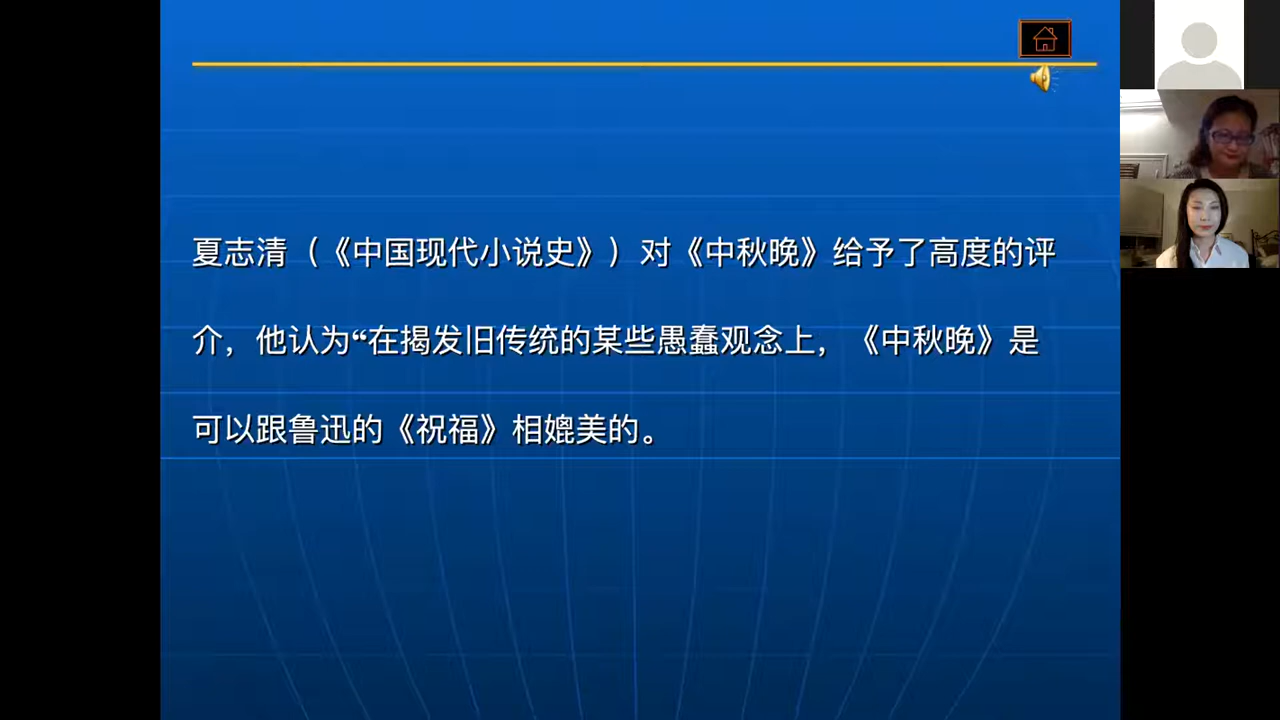 夏志清（《中国现代小说史》）对《中秋晚》给予了高度的评
介，他认为“在揭发旧传统的某些愚蠢观念上，《中秋晚》是
可以跟鲁迅的《祝福》相媲美的。